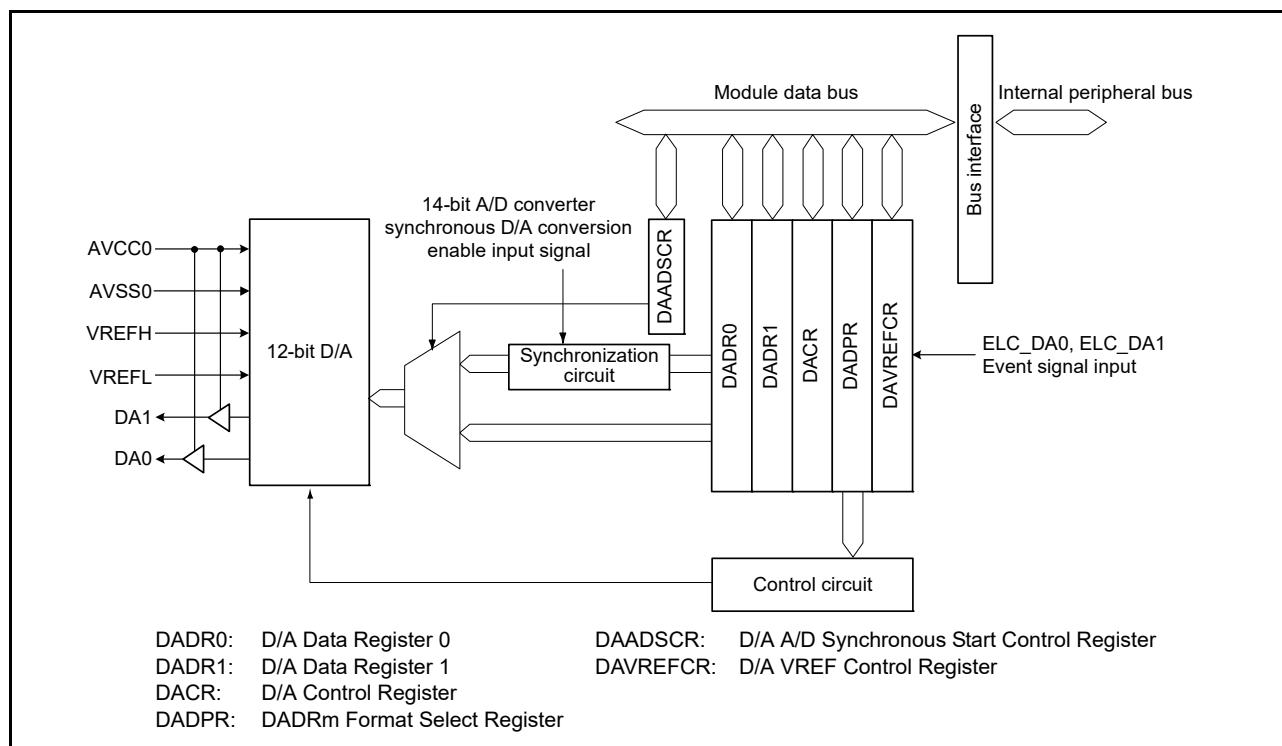 Module data bus
Internal peripheral bus
Bus interface
14-bit A/D converter
synchronous D/A conversion
enable input signal
AVCC0
AVSS0
VREFH
VREFL
DA1
DA0
12-bit D/A
Synchronization
circuit
DAADSCR
DADR0
DADR1
DACR
DADPR
DAVREFCR
ELC_DA0, ELC_DA1
Event signal input
Control circuit
DADR0: D/A Data Register 0
DADR1: D/A Data Register 1
DACR: D/A Control Register
DADPR: DADRm Format Select Register
DAADSCR: D/A A/D Synchronous Start Control Register
DAVREFCR: D/A VREF Control Register